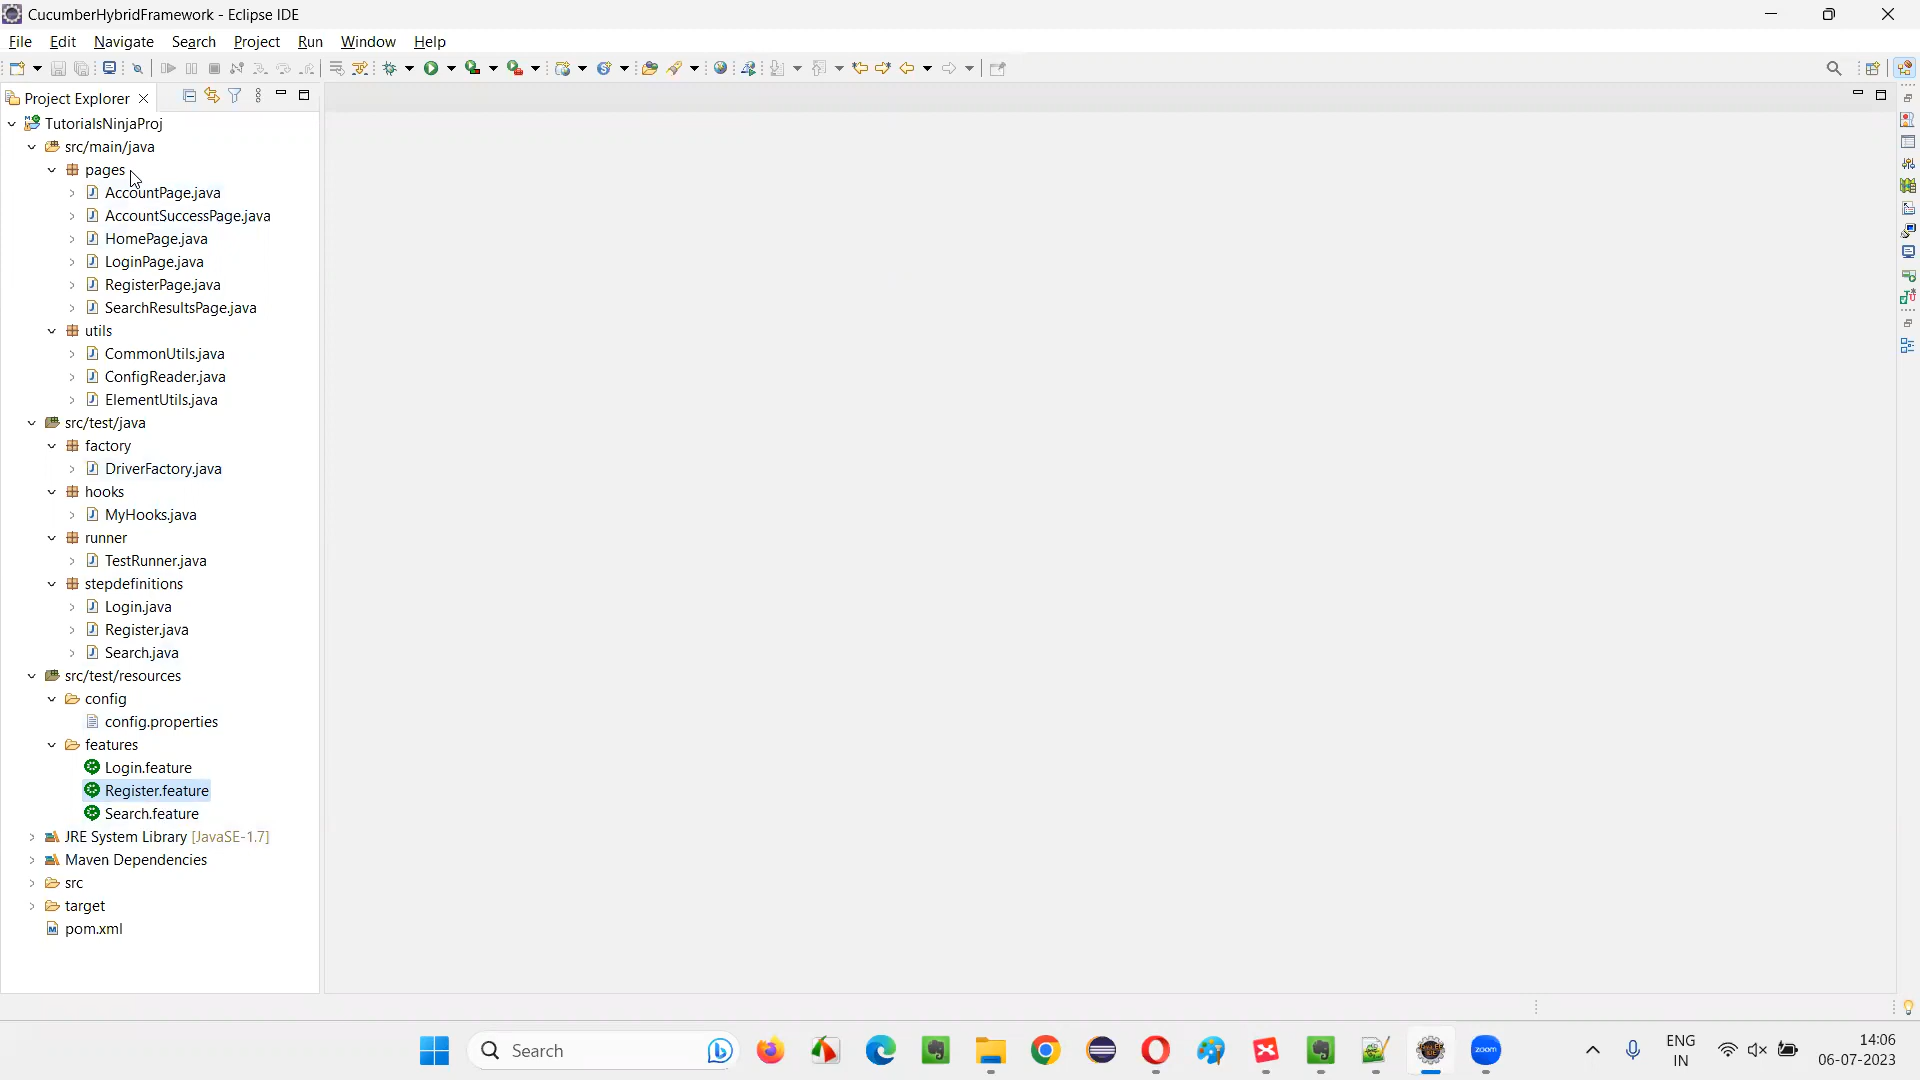 CucumberHybridFramework - Eclipse IDE
File Edit Navigate Search Project Run Window Help
Project Explorer
TutorialsNinjaProj
src/main/java
pages
AccountPage.java
AccountSuccessPage.java
HomePage.java
LoginPage.java
RegisterPage.java
SearchResultsPage.java
utils
CommonUtils.java
ConfigReader.java
ElementUtils.java
src/test/java
factory
DriverFactory.java
hooks
MyHooks.java
runner
TestRunner.java
stepdefinitions
Login.java
Register.java
Search.java
src/test/resources
config
config.properties
features
Login.feature
Register.feature
Search.feature
JRE System Library [JavaSE-1.7]
Maven Dependencies
src
target
pom.xml
Search
zoom
ENG
IN
14:06
06-07-2023